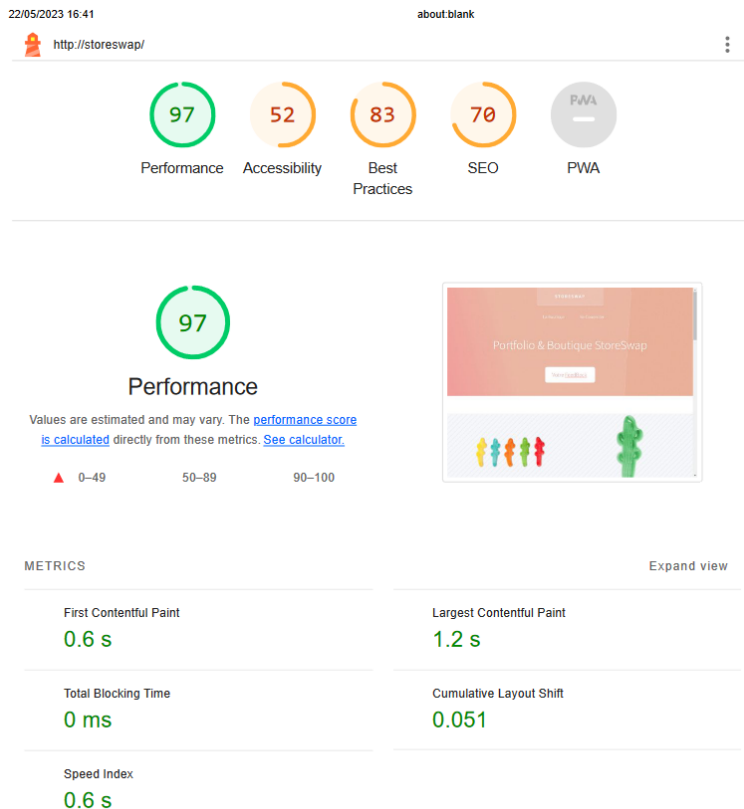 22/05/2023 16:41 about:blank
http://storeswap/
97 52 83 70 PWA
Performance Accessibility Best Practices SEO PWA
97
Performance
Values are estimated and may vary. The performance score
is calculated directly from these metrics. See calculator.
0–49 50–89 90–100
STORESWAP
Portfolio & Boutique StoreSwap
METRICS Expand view
First Contentful Paint
0.6 s
Largest Contentful Paint
1.2 s
Total Blocking Time
0 ms
Cumulative Layout Shift
0.051
Speed Index
0.6 s